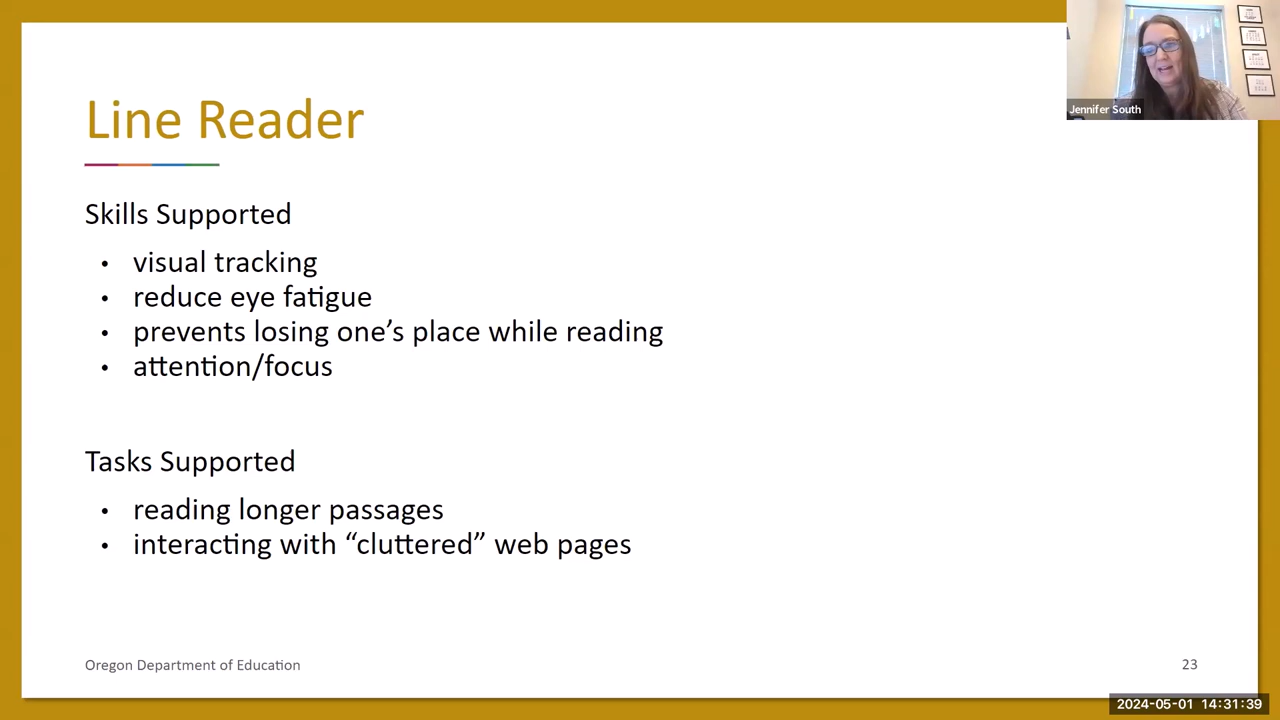 Line Reader
Jennifer South
Skills Supported
• visual tracking
• reduce eye fatigue
• prevents losing one’s place while reading
• attention/focus
Tasks Supported
• reading longer passages
• interacting with “cluttered” web pages
Oregon Department of Education
23
2024-05-01 14:31:39